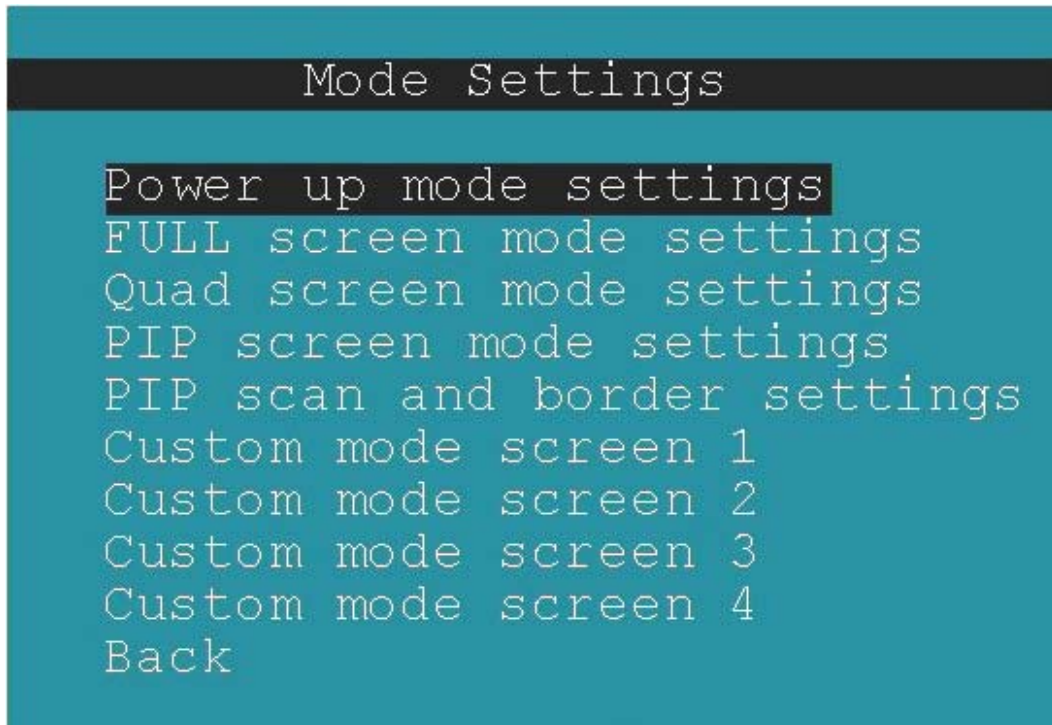 Mode Settings
Power up mode settings
FULL screen mode settings
Quad screen mode settings
PIP screen mode settings
PIP scan and border settings
Custom mode screen 1
Custom mode screen 2
Custom mode screen 3
Custom mode screen 4
Back